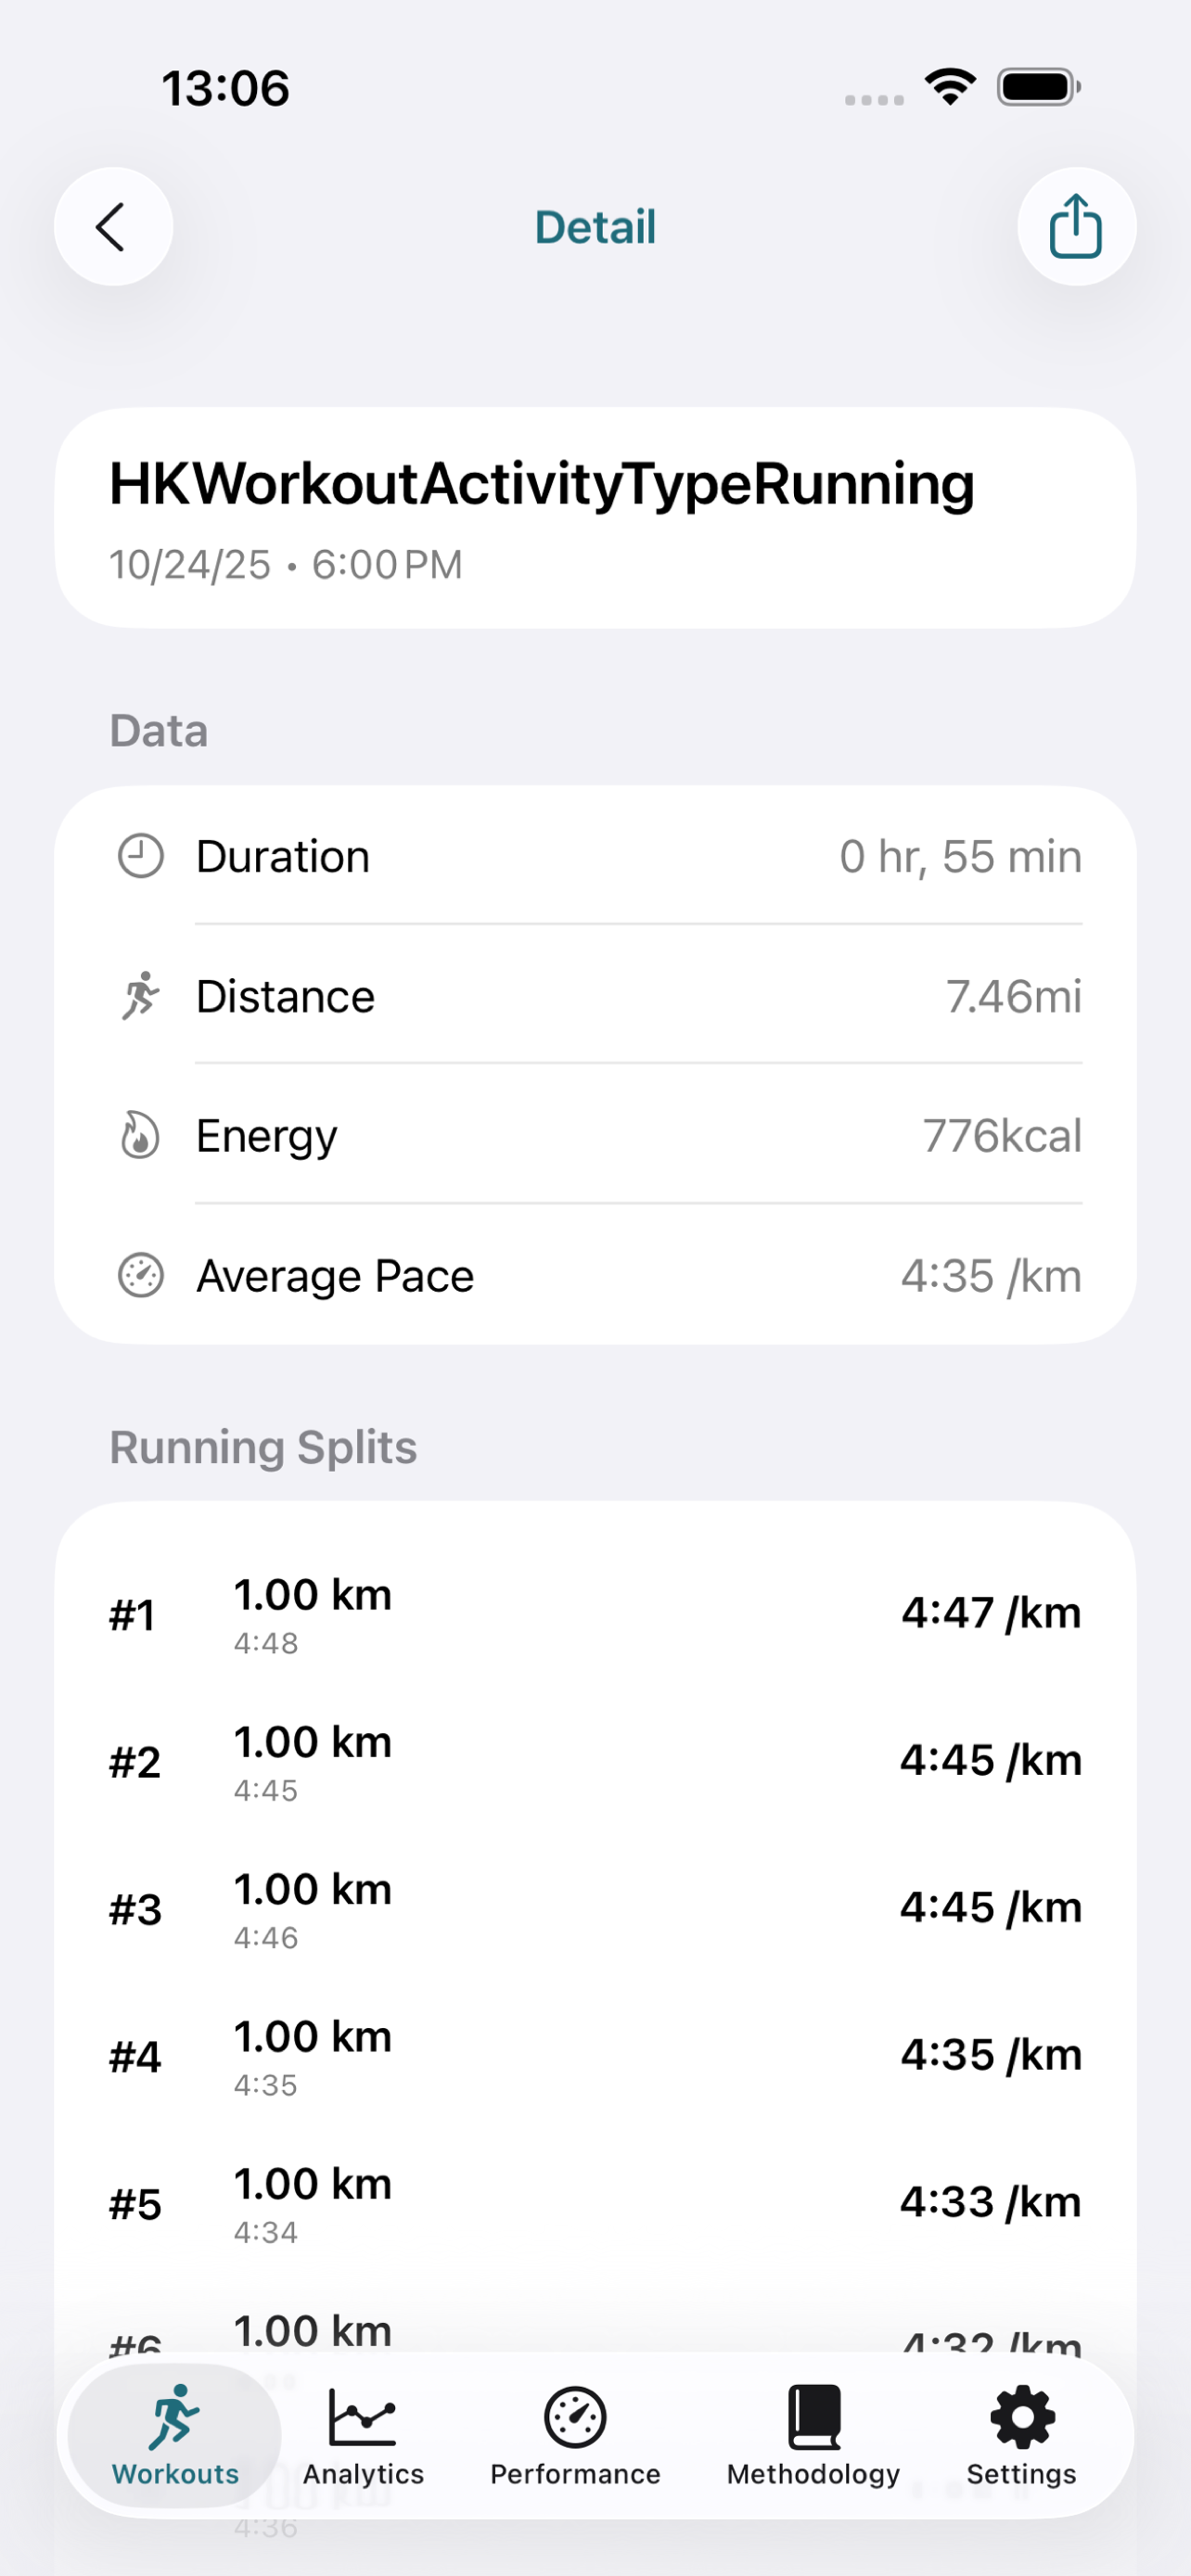 13:06
Detail
HKWorkoutActivityTypeRunning
10/24/25 • 6:00 PM
Data
Duration 0 hr, 55 min
Distance 7.46mi
Energy 776kcal
Average Pace 4:35 /km
Running Splits
#1 1.00 km 4:47 /km
4:48
#2 1.00 km 4:45 /km
4:45
#3 1.00 km 4:45 /km
4:46
#4 1.00 km 4:35 /km
4:35
#5 1.00 km 4:33 /km
4:34
#6 1.00 km 4:32 /km
Workouts Analytics Performance Methodology Settings
4:36